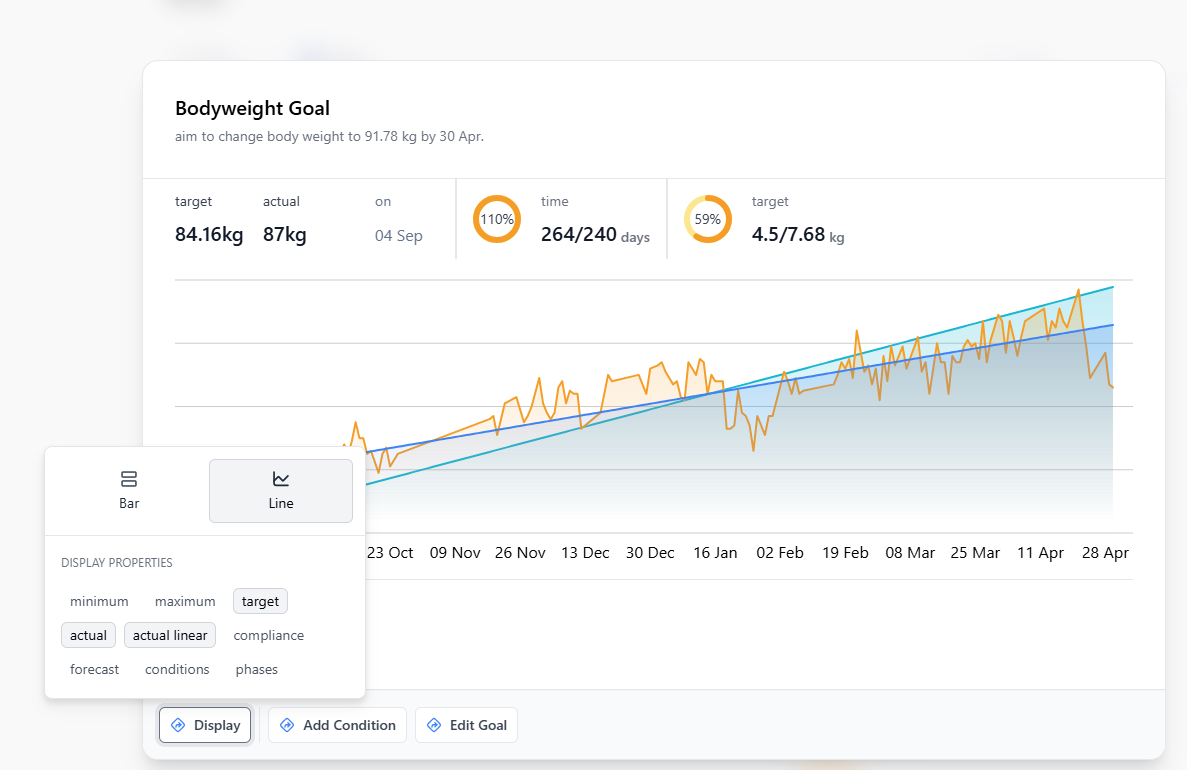 Bodyweight Goal
aim to change body weight to 91.78 kg by 30 Apr.
target actual on
84.16kg 87kg 04 Sep
110%
time
264/240 days
59%
target
4.5/7.68 kg
23 Oct 09 Nov 26 Nov 13 Dec 30 Dec 16 Jan 02 Feb 19 Feb 08 Mar 25 Mar 11 Apr 28 Apr
Bar Line
DISPLAY PROPERTIES
minimum maximum target
actual actual linear compliance
forecast conditions phases
Display Add Condition Edit Goal